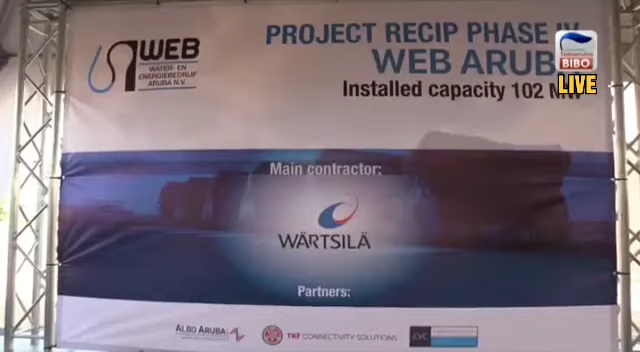 PROJECT RECIP PHASE IV
WEB ARUBA
Installed capacity 102 MW
WEB
WATER- EN
ENERGIEBEDRIJF
ARUBA N.V.
BIBO
LIVE
Main contractor:
WÄRTSILÄ
Partners:
ALBO ARUBA
TKF CONNECTIVITY SOLUTIONS